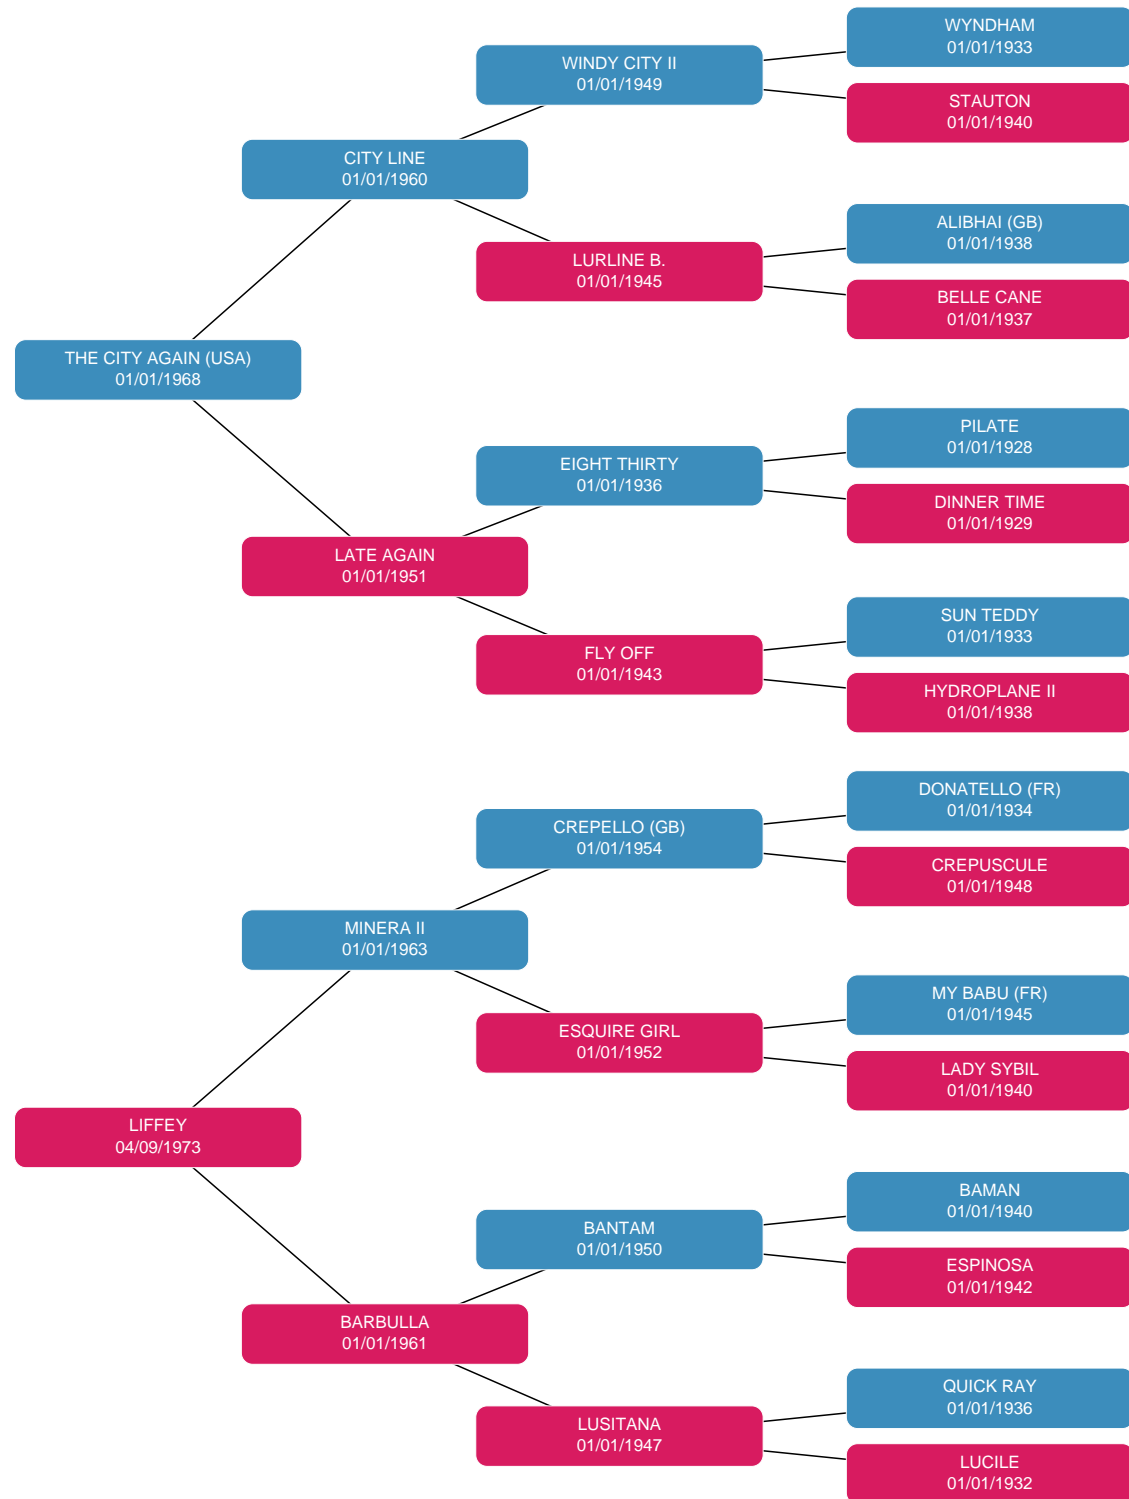 WYNDHAM
01/01/1933
WINDY CITY II
01/01/1949
STAUTON
01/01/1940
CITY LINE
01/01/1960
ALIBHAI (GB)
01/01/1938
LURLINE B.
01/01/1945
BELLE CANE
01/01/1937
THE CITY AGAIN (USA)
01/01/1968
PILATE
01/01/1928
EIGHT THIRTY
01/01/1936
DINNER TIME
01/01/1929
LATE AGAIN
01/01/1951
SUN TEDDY
01/01/1933
FLY OFF
01/01/1943
HYDROPLANE II
01/01/1938
DONATELLO (FR)
01/01/1934
CREPELLO (GB)
01/01/1954
CREPUSCULE
01/01/1948
MINERA II
01/01/1963
MY BABU (FR)
01/01/1945
ESQUIRE GIRL
01/01/1952
LADY SYBIL
01/01/1940
LIFFEY
04/09/1973
BAMAN
01/01/1940
BANTAM
01/01/1950
ESPINOSA
01/01/1942
BARBULLA
01/01/1961
QUICK RAY
01/01/1936
LUSITANA
01/01/1947
LUCILE
01/01/1932